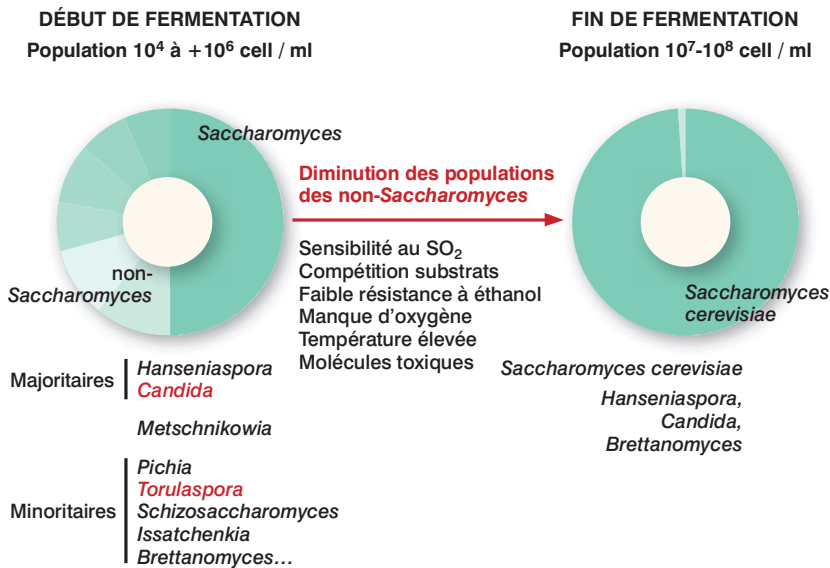 DÉBUT DE FERMENTATION
Population 10⁴ à +10⁶ cell / ml
FIN DE FERMENTATION
Population 10⁷-10⁸ cell / ml
Saccharomyces
non-
Saccharomyces
Diminution des populations
des non-Saccharomyces
Sensibilité au SO₂
Compétition substrats
Faible résistance à éthanol
Manque d'oxygène
Température élevée
Molécules toxiques
Saccharomyces
cerevisiae
Majoritaires
Hanseniaspora
Candida
Metschnikowia
Minoritaires
Pichia
Torulaspora
Schizosaccharomyces
Issatchenkia
Brettanomyces…
Saccharomyces cerevisiae
Hanseniaspora,
Candida,
Brettanomyces